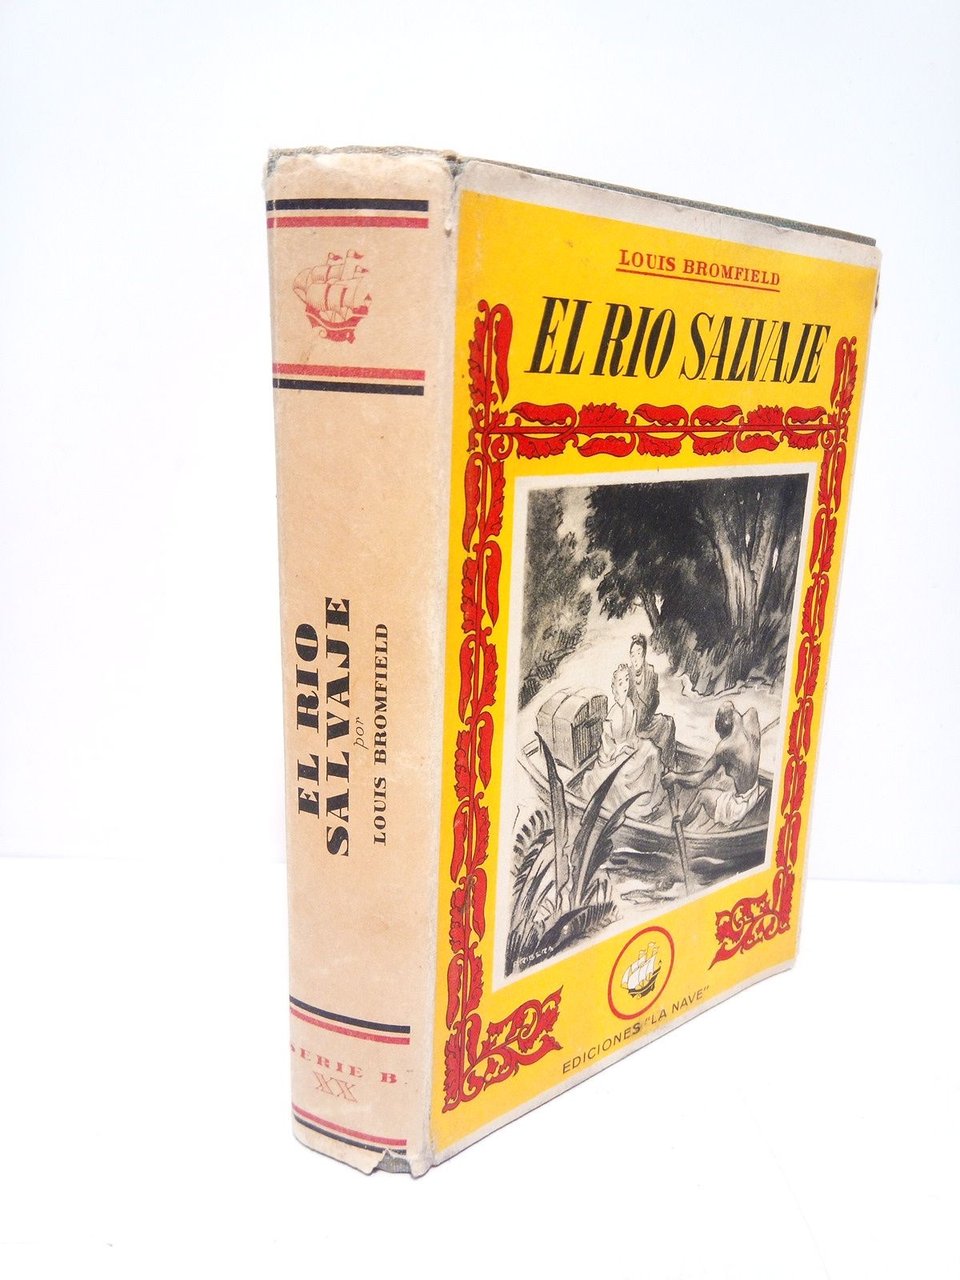 EL RIO
SALVAJE
por
LOUIS BROMFIELD
SERIE B
XX
LOUIS BROMFIELD
EL RIO SALVAJE
EDICIONES "LA NAVE"